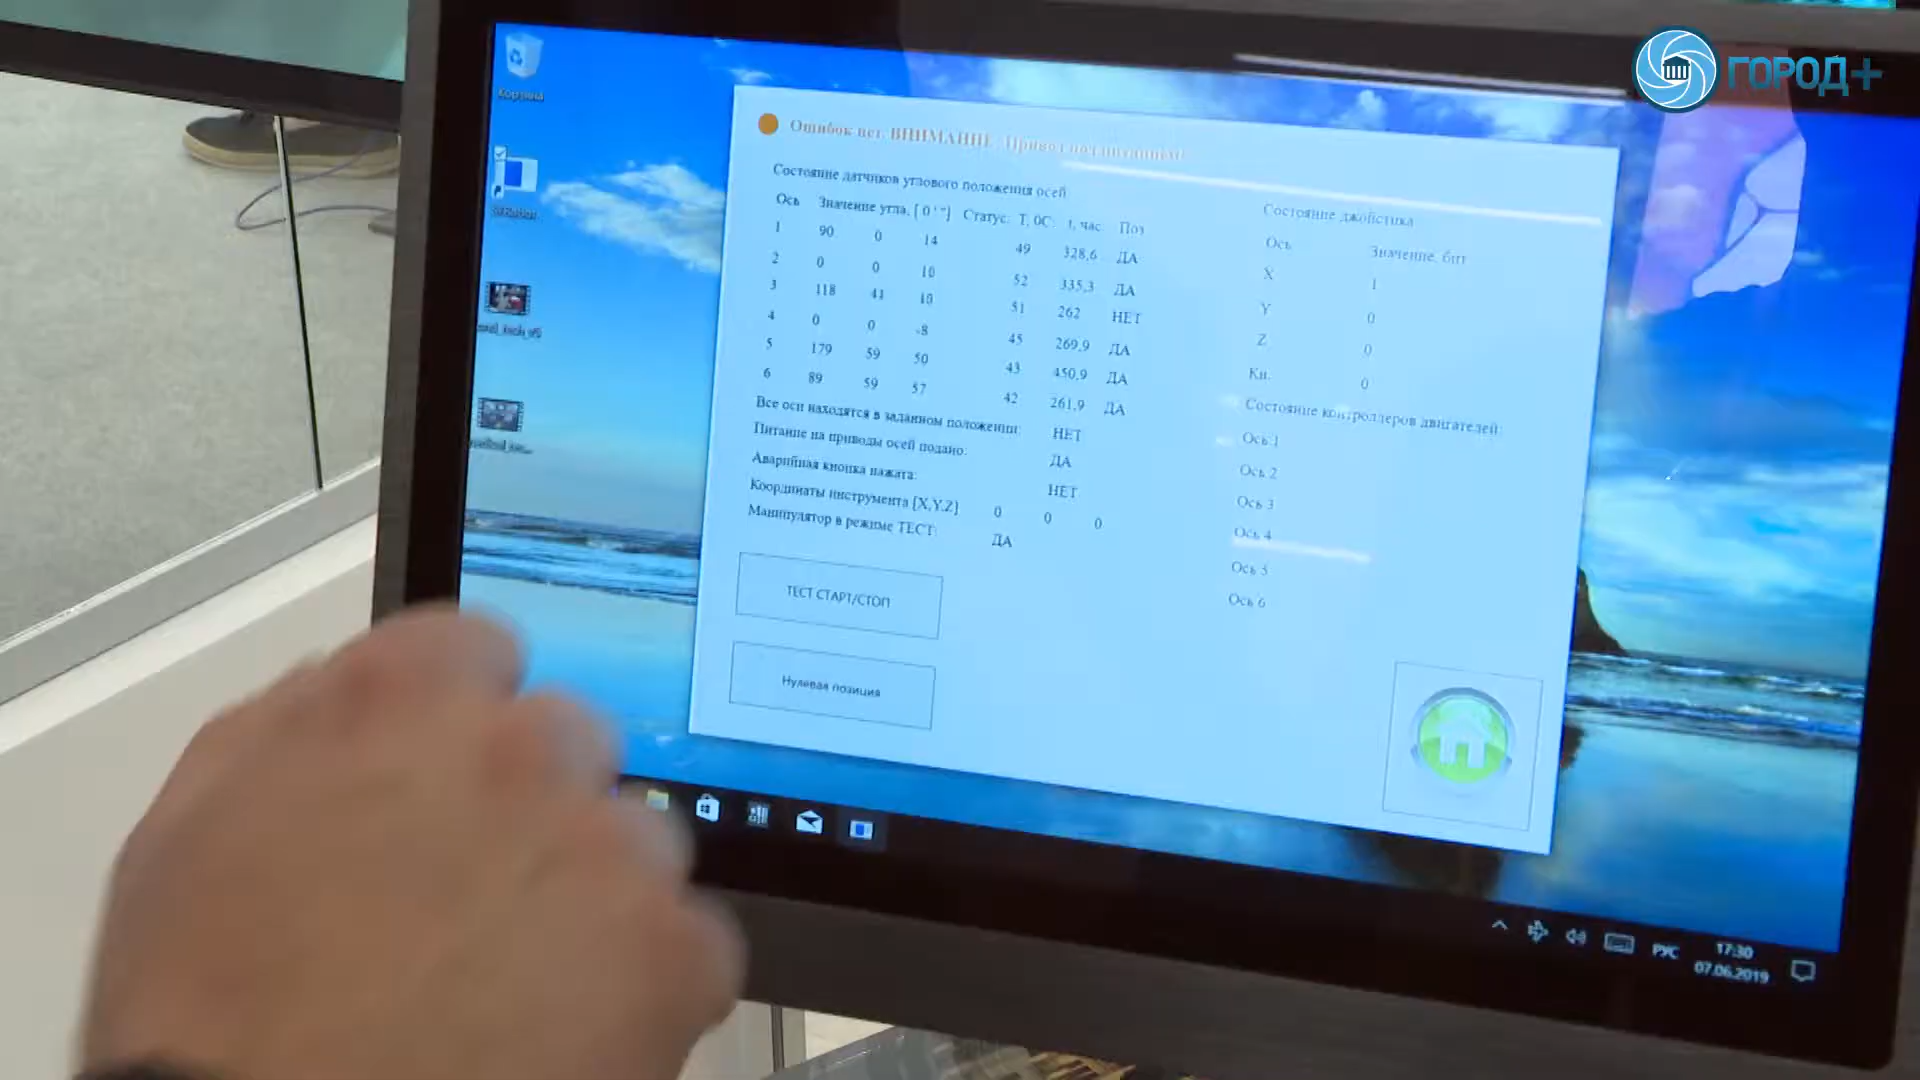 ГОРОД+
Корзина
Ошибок нет. ВНИМАНИЕ. Привод под питанием!
Состояние датчиков углового положения осей
Ось Значение угла, [ 0 ' "] Статус: T, 0C: t, час. Поз
1 90 0 14 49 328,6 ДА
2 0 0 10 52 335,3 ДА
3 118 41 10 51 262 НЕТ
4 0 0 -8 45 269,9 ДА
5 179 59 50 43 450,9 ДА
6 89 59 57 42 261,9 ДА
Все оси находятся в заданном положении: НЕТ
Питание на приводы осей подано: ДА
Аварийная кнопка нажата: НЕТ
Координаты инструмента [X,Y.Z] 0 0 0
Манипулятор в режиме ТЕСТ: ДА
ТЕСТ СТАРТ/СТОП
Нулевая позиция
Состояние джойстика
Ось Значение, бит
X 1
Y 0
Z 0
Кн. 0
Состояние контроллеров двигателей:
Ось 1
Ось 2
Ось 3
Ось 4
Ось 5
Ось 6
РУС
17:30
07.06.2019